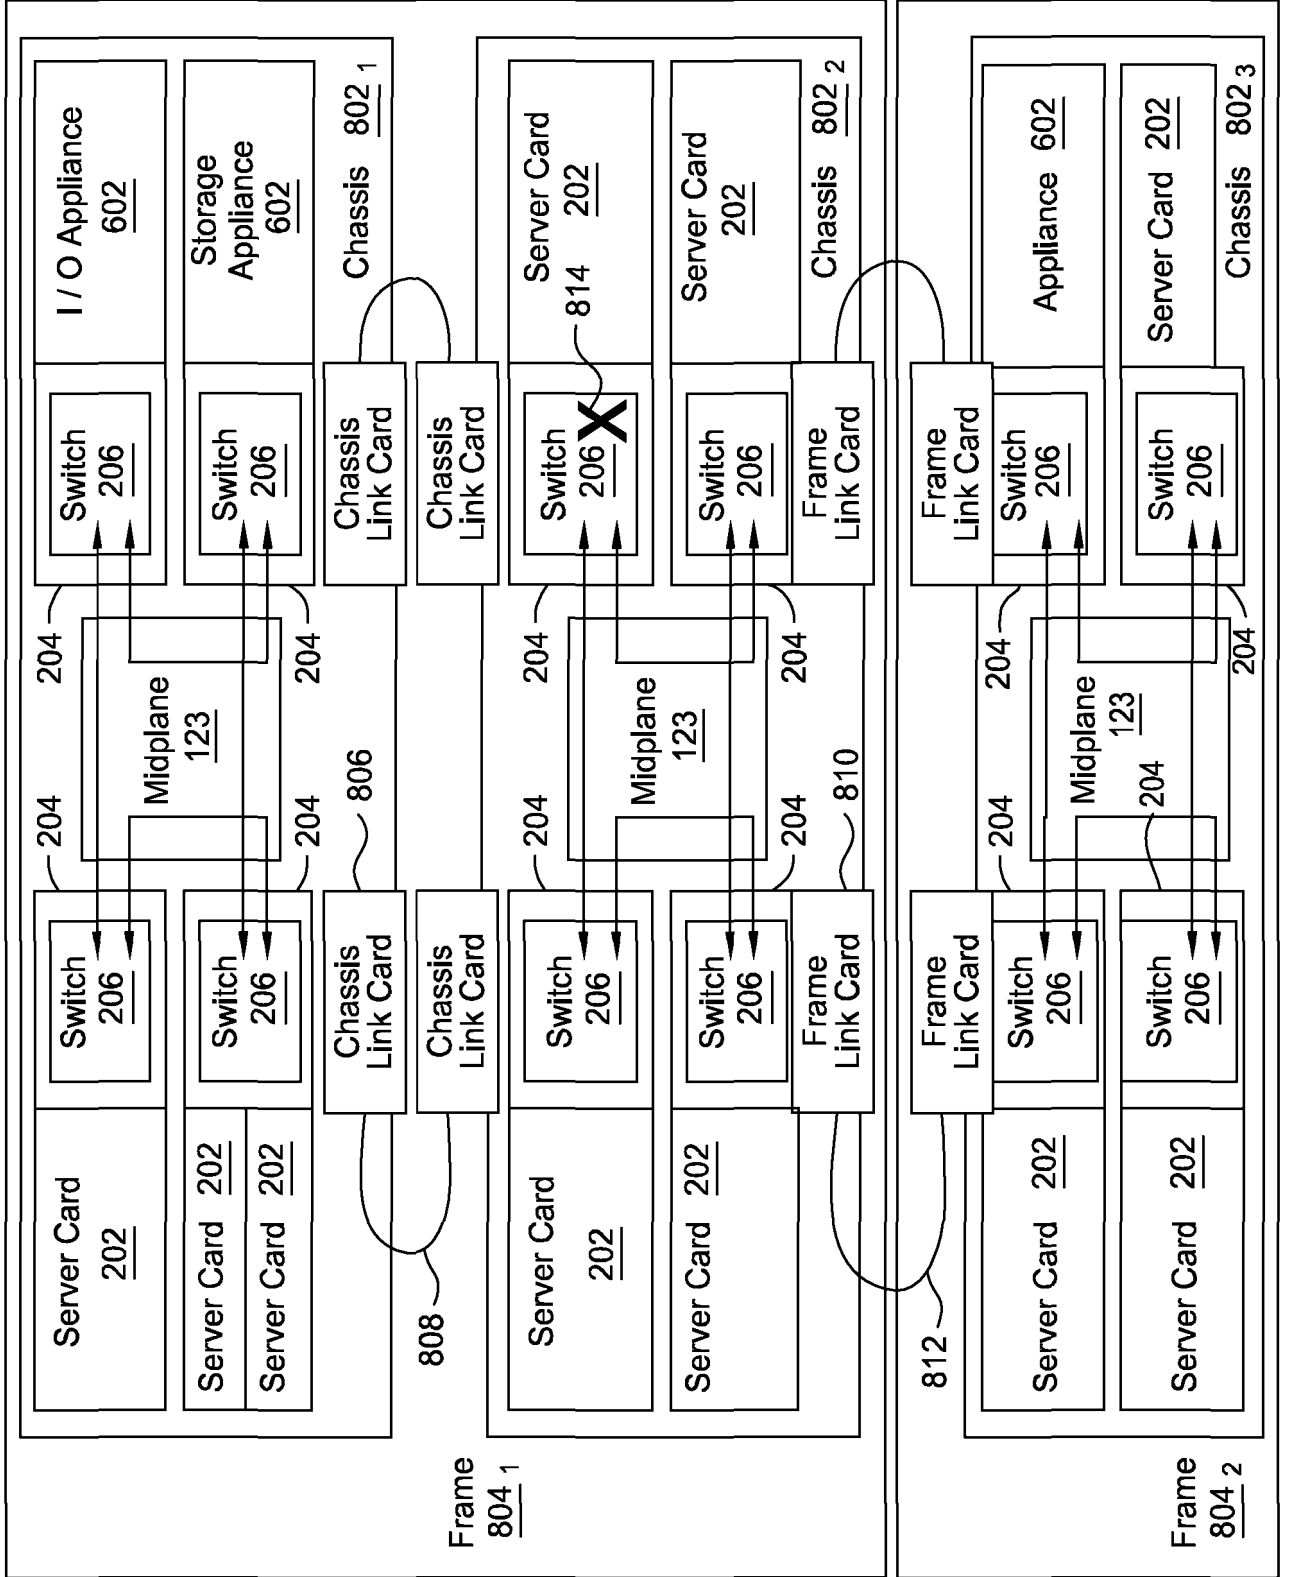 Server Card
202
Switch
206
204
Midplane
123
204
Switch
206
I / O Appliance
602
Server Card 202
Server Card 202
Switch
206
204
204
Switch
206
Storage
Appliance
602
Chassis
Link Card
806
Chassis
Link Card
Chassis 802 1
808
Chassis
Link Card
Chassis
Link Card
Frame
804 1
Server Card
202
Switch
206
204
Midplane
123
204
Switch
206
814
Server Card
202
Server Card 202
Switch
206
204
204
Switch
206
Server Card
202
Frame
Link Card
810
Frame
Link Card
Chassis 802 2
812
Frame
Link Card
Frame
Link Card
Server Card 202
Switch
206
204
Midplane
123
204
Switch
206
Appliance 602
Server Card 202
Switch
206
204
204
Switch
206
Server Card 202
Frame
804 2
Chassis 802 3